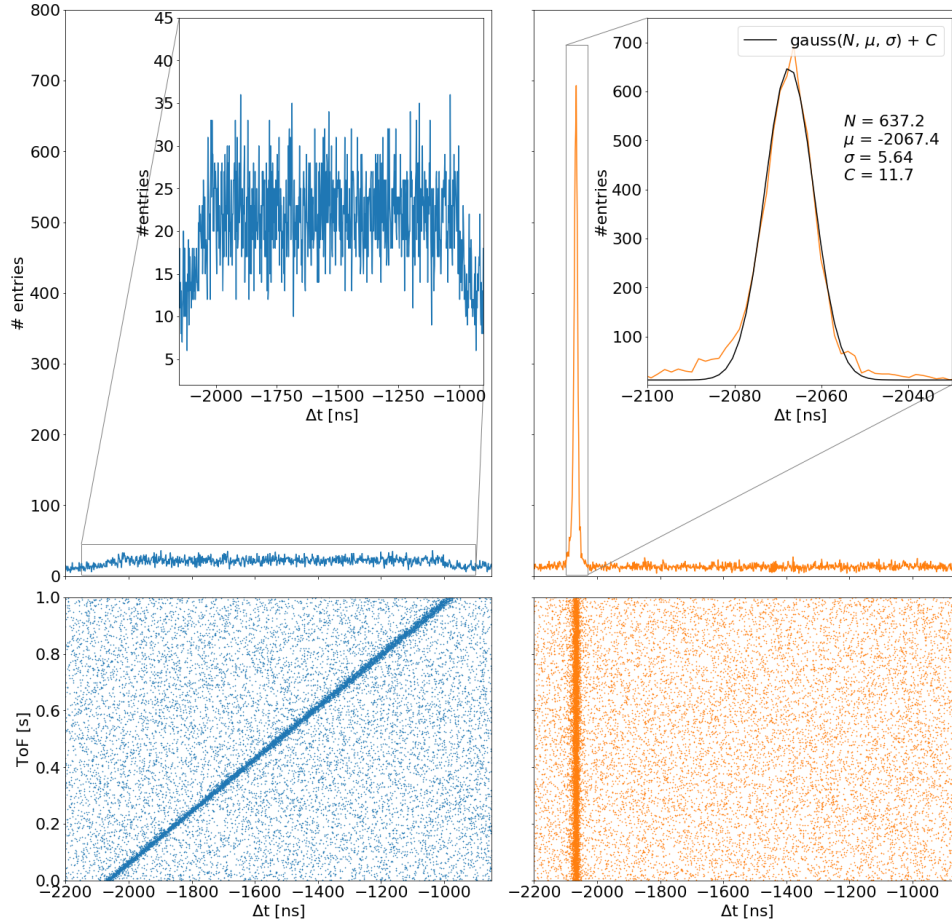 800
700
600
500
400
300
200
100
0
# entries
45
40
35
30
25
20
15
10
5
#entries
−2000 −1750 −1500 −1250 −1000
Δt [ns]
700
600
500
400
300
200
100
#entries
gauss(N, μ, σ) + C
N = 637.2
μ = -2067.4
σ = 5.64
C = 11.7
−2100 −2080 −2060 −2040
Δt [ns]
1.0
0.8
0.6
0.4
0.2
0.0
ToF [s]
−2200 −2000 −1800 −1600 −1400 −1200 −1000
Δt [ns]
−2200 −2000 −1800 −1600 −1400 −1200 −1000
Δt [ns]